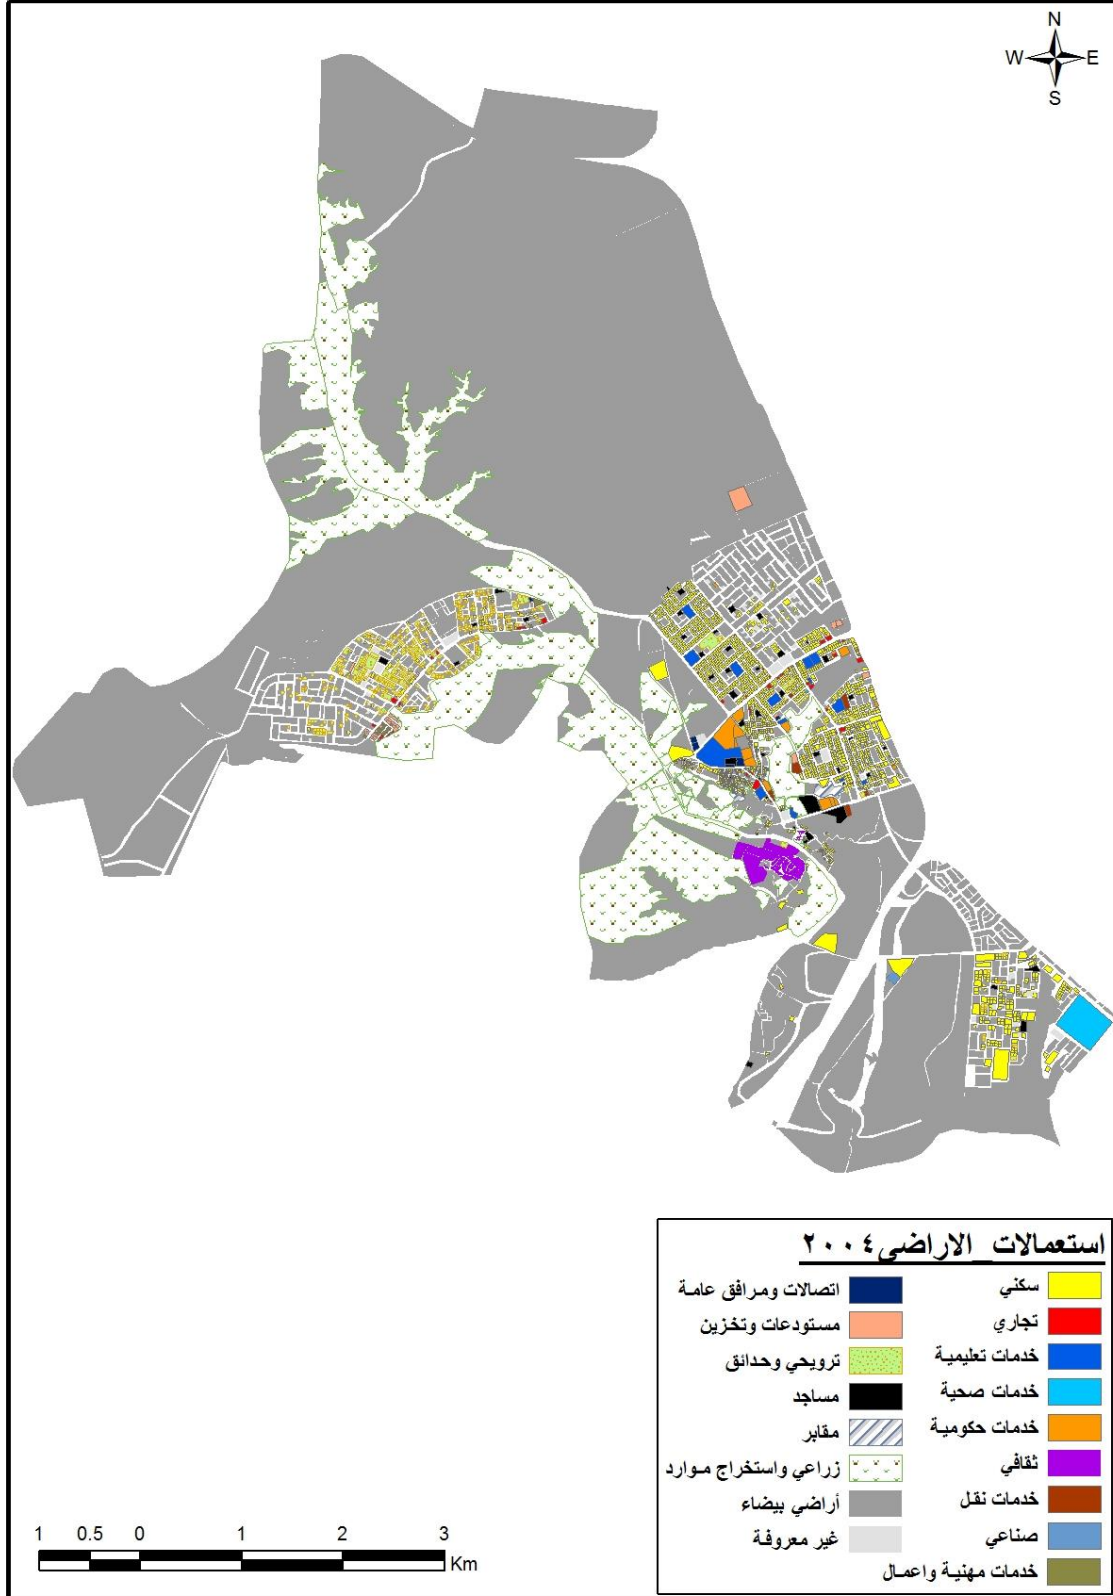 N
W E
S
استعمالات_الاراضي٢٠٠٤
سكني
تجاري
خدمات تعليمية
خدمات صحية
خدمات حكومية
ثقافي
خدمات نقل
صناعي
خدمات مهنية واعمال
اتصالات ومرافق عامة
مستودعات وتخزين
ترويحي وحدائق
مساجد
مقابر
زراعي واستخراج موارد
أراضي بيضاء
غير معروفة
1 0.5 0 1 2 3
Km